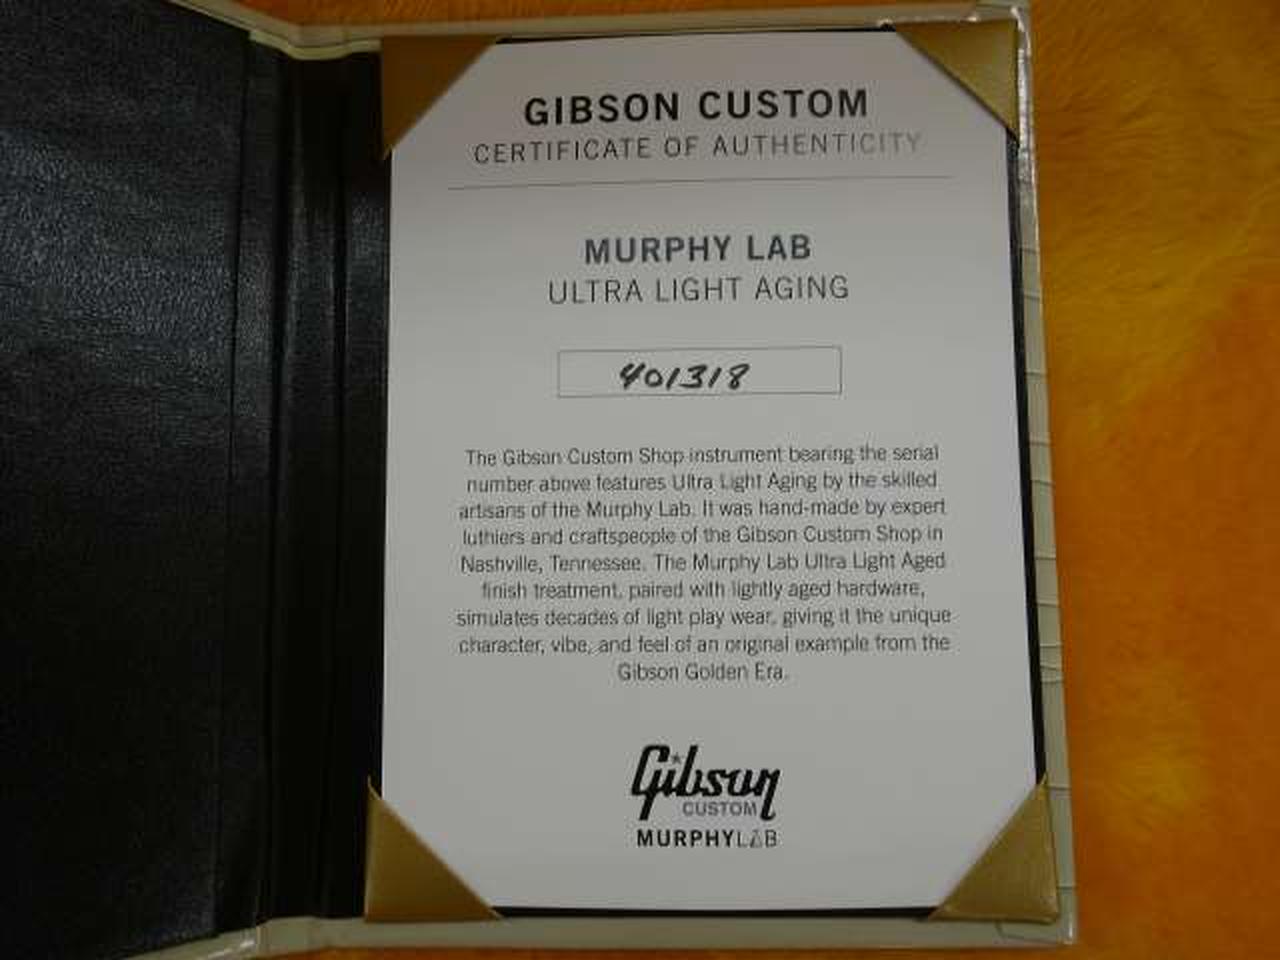 GIBSON CUSTOM
CERTIFICATE OF AUTHENTICITY
MURPHY LAB
ULTRA LIGHT AGING
401318
The Gibson Custom Shop instrument bearing the serial
number above features Ultra Light Aging by the skilled
artisans of the Murphy Lab. It was hand-made by expert
luthiers and craftspeople of the Gibson Custom Shop in
Nashville, Tennessee. The Murphy Lab Ultra Light Aged
finish treatment, paired with lightly aged hardware,
simulates decades of light play wear, giving it the unique
character, vibe, and feel of an original example from the
Gibson Golden Era.
Gibson
CUSTOM
MURPHYLAB